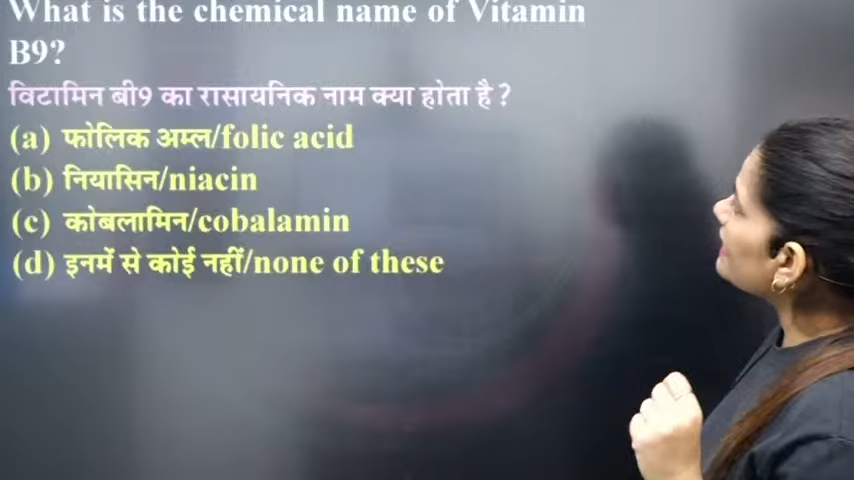 What is the chemical name of Vitamin
B9?
विटामिन बी9 का रासायनिक नाम क्या होता है ?
(a) फोलिक अम्ल/folic acid
(b) नियासिन/niacin
(c) कोबलामिन/cobalamin
(d) इनमें से कोई नहीं/none of these